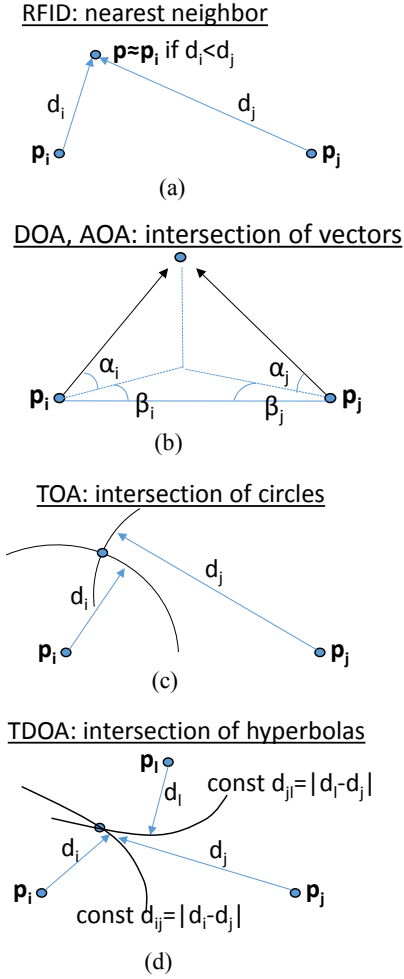 RFID: nearest neighbor
p≈pᵢ if dᵢ<dⱼ
dᵢ
dⱼ
pᵢ
pⱼ
(a)
DOA, AOA: intersection of vectors
αᵢ
αⱼ
pᵢ
βᵢ
βⱼ
pⱼ
(b)
TOA: intersection of circles
dᵢ
dⱼ
pᵢ
pⱼ
(c)
TDOA: intersection of hyperbolas
pₗ
dₗ
const dⱼₗ=|dₗ-dⱼ|
dᵢ
dⱼ
pᵢ
pⱼ
const dᵢⱼ=|dᵢ-dⱼ|
(d)